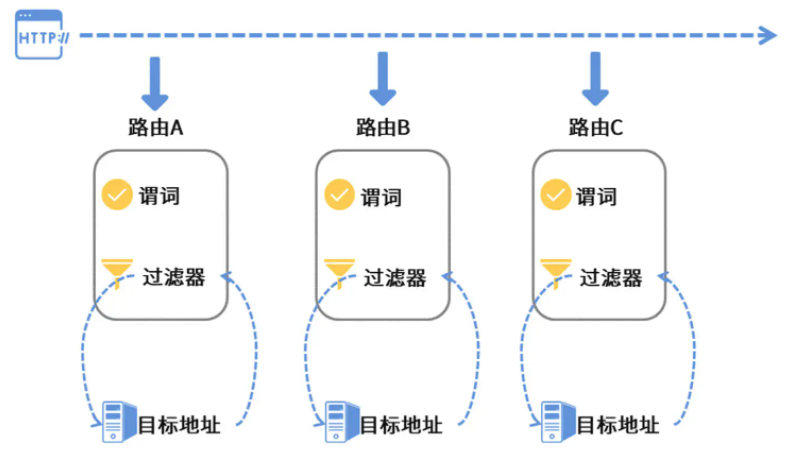 HTTP://
路由A 路由B 路由C
谓词 谓词 谓词
过滤器 过滤器 过滤器
目标地址 目标地址 目标地址